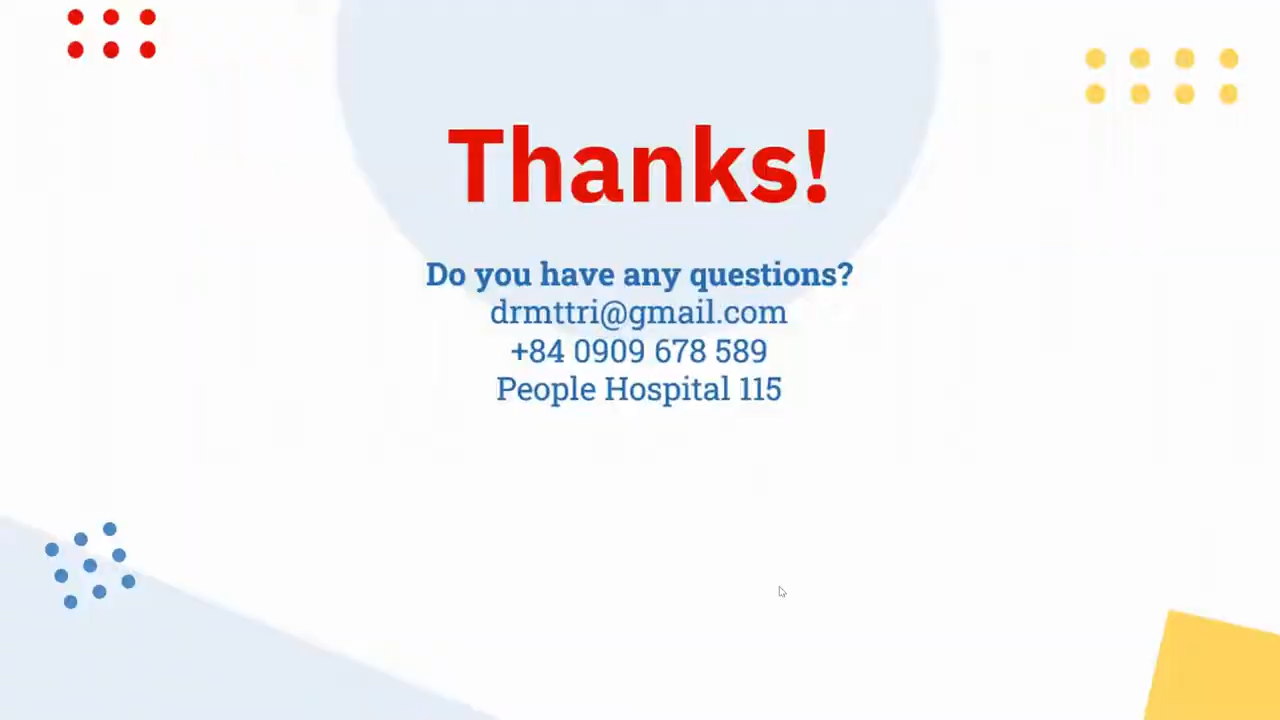 Thanks!
Do you have any questions?
drmttri@gmail.com
+84 0909 678 589
People Hospital 115